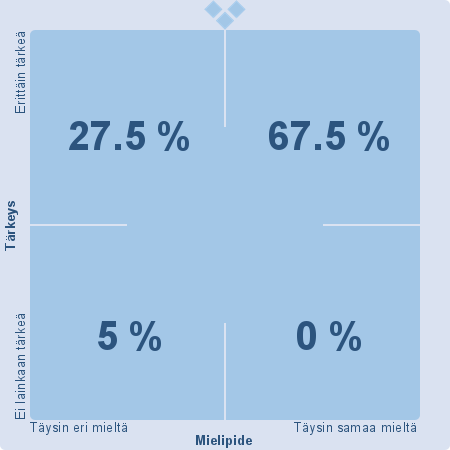 Erittäin tärkeä
27.5 %
67.5 %
Tärkeys
5 %
0 %
Ei lainkaan tärkeä
Täysin eri mieltä
Täysin samaa mieltä
Mielipide